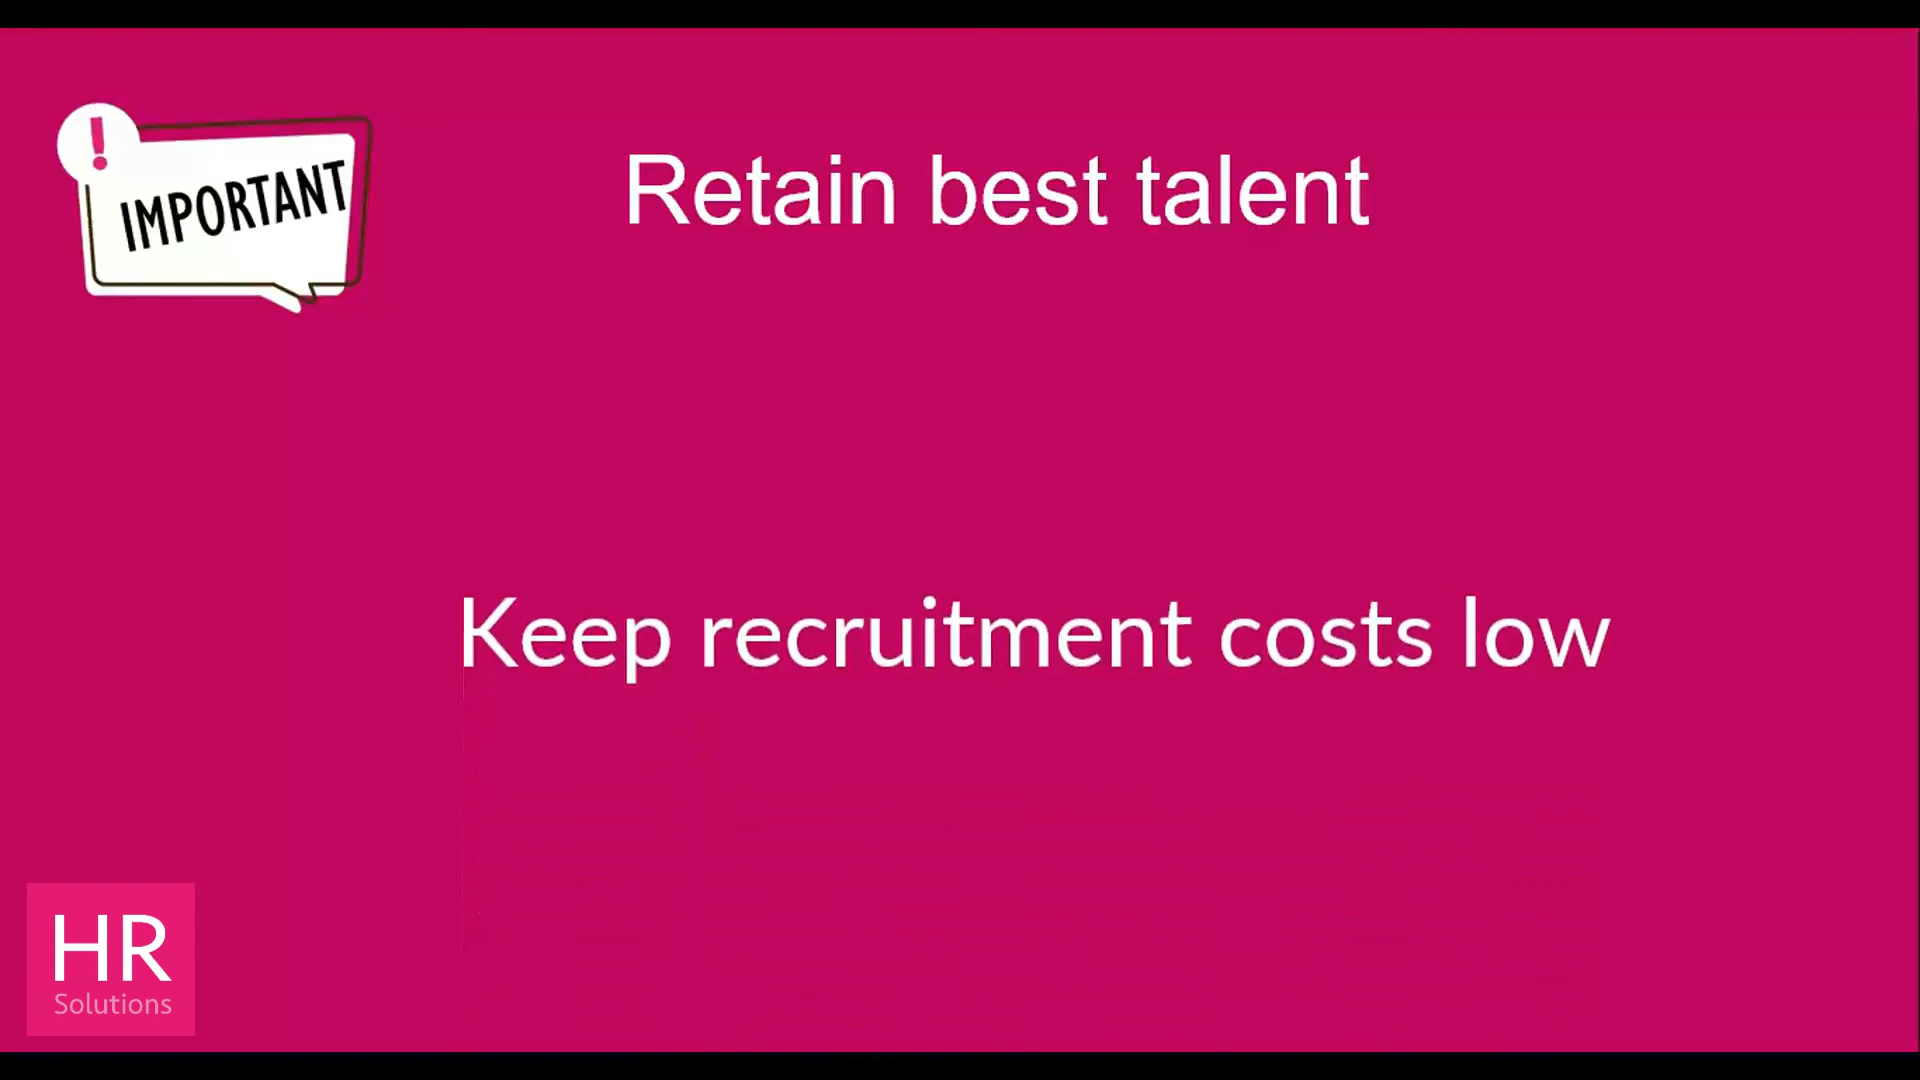 !
IMPORTANT
Retain best talent
Keep recruitment costs low
HR
Solutions